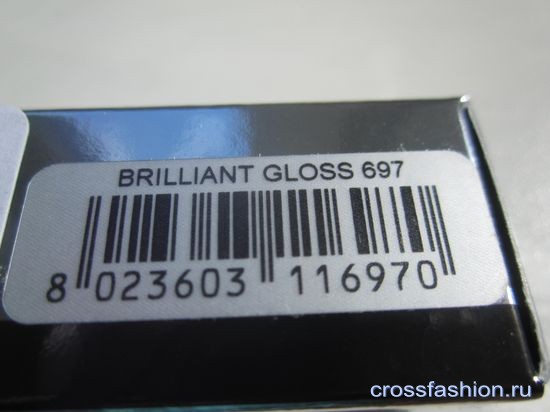 BRILLIANT GLOSS 697
8 023603 116970
crossfashion.ru